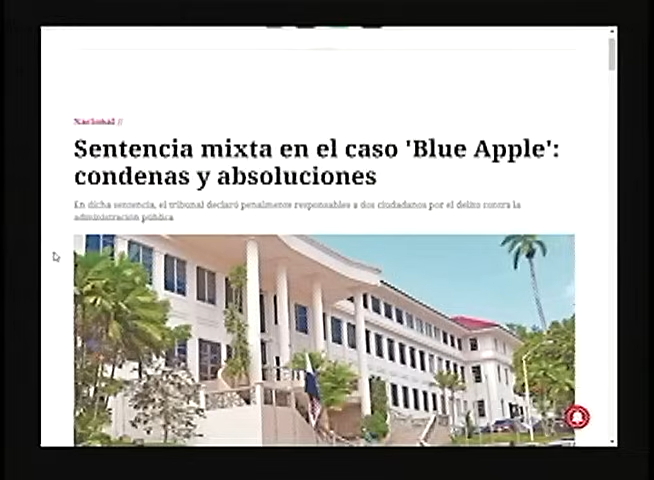 Nacional //
Sentencia mixta en el caso 'Blue Apple':
condenas y absoluciones
En dicha sentencia, el tribunal declaró penalmente responsables a dos ciudadanos por el delito contra la
administración pública